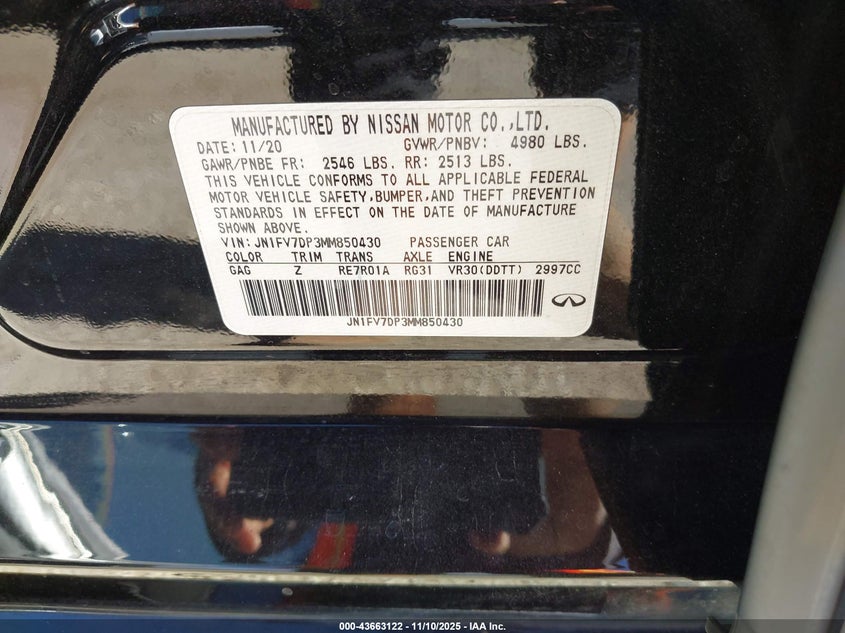 MANUFACTURED BY NISSAN MOTOR CO.,LTD.
DATE: 11/20 GVWR/PNBV: 4980 LBS.
GAWR/PNBE FR: 2546 LBS. RR: 2513 LBS.
THIS VEHICLE CONFORMS TO ALL APPLICABLE FEDERAL
MOTOR VEHICLE SAFETY,BUMPER,AND THEFT PREVENTION
STANDARDS IN EFFECT ON THE DATE OF MANUFACTURE
SHOWN ABOVE.
VIN: JN1FV7DP3MM850430 PASSENGER CAR
COLOR TRIM TRANS AXLE ENGINE
GAG Z RE7R01A RG31 VR30(DDTT) 2997CC
JN1FV7DP3MM850430
000-43663122 - 11/10/2025 - IAA Inc.